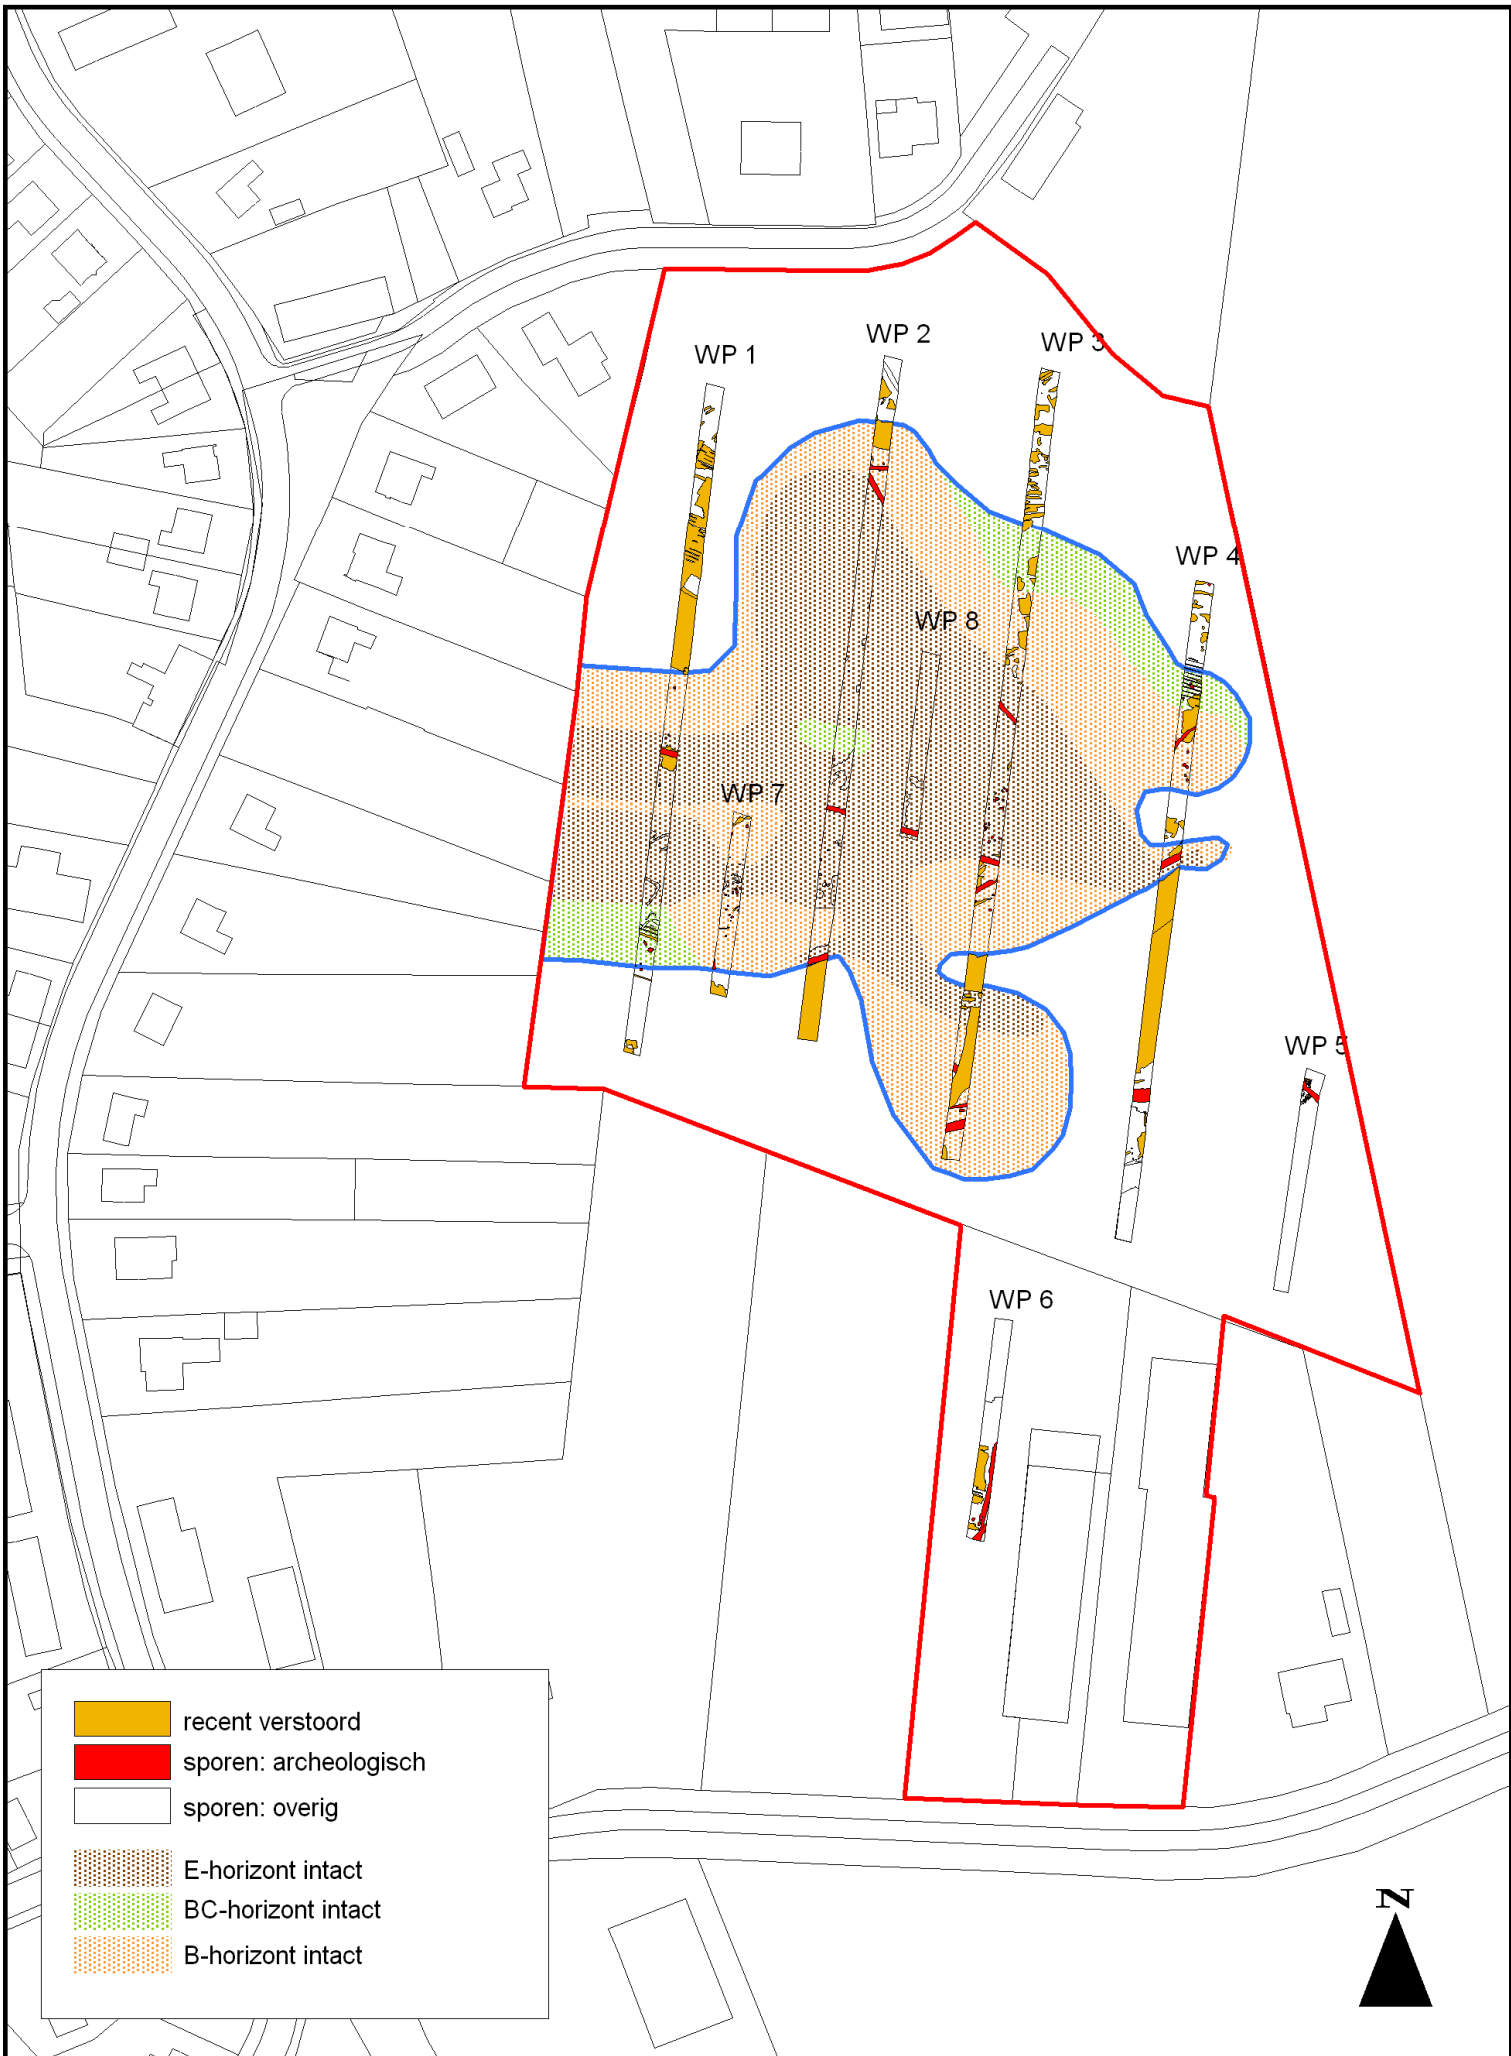 WP 1
WP 2
WP 3
WP 4
WP 8
WP 7
WP 5
WP 6
recent verstoord
sporen: archeologisch
sporen: overig
E-horizont intact
BC-horizont intact
B-horizont intact
N